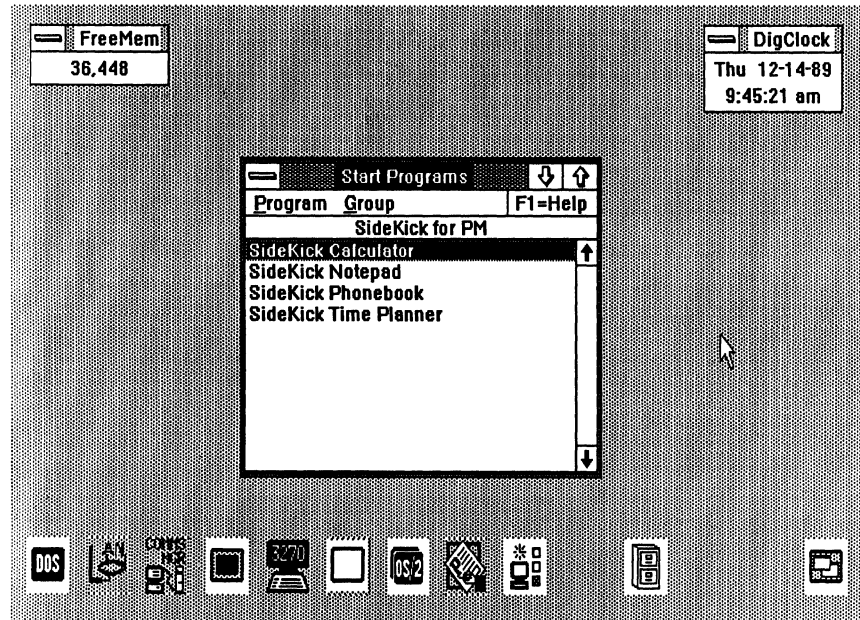 FreeMem
36,448
DigClock
Thu 12-14-89
9:45:21 am
Start Programs
Program Group F1=Help
SideKick for PM
SideKick Calculator
SideKick Notepad
SideKick Phonebook
SideKick Time Planner
DOS
LAN
COMMS
3270
OS/2